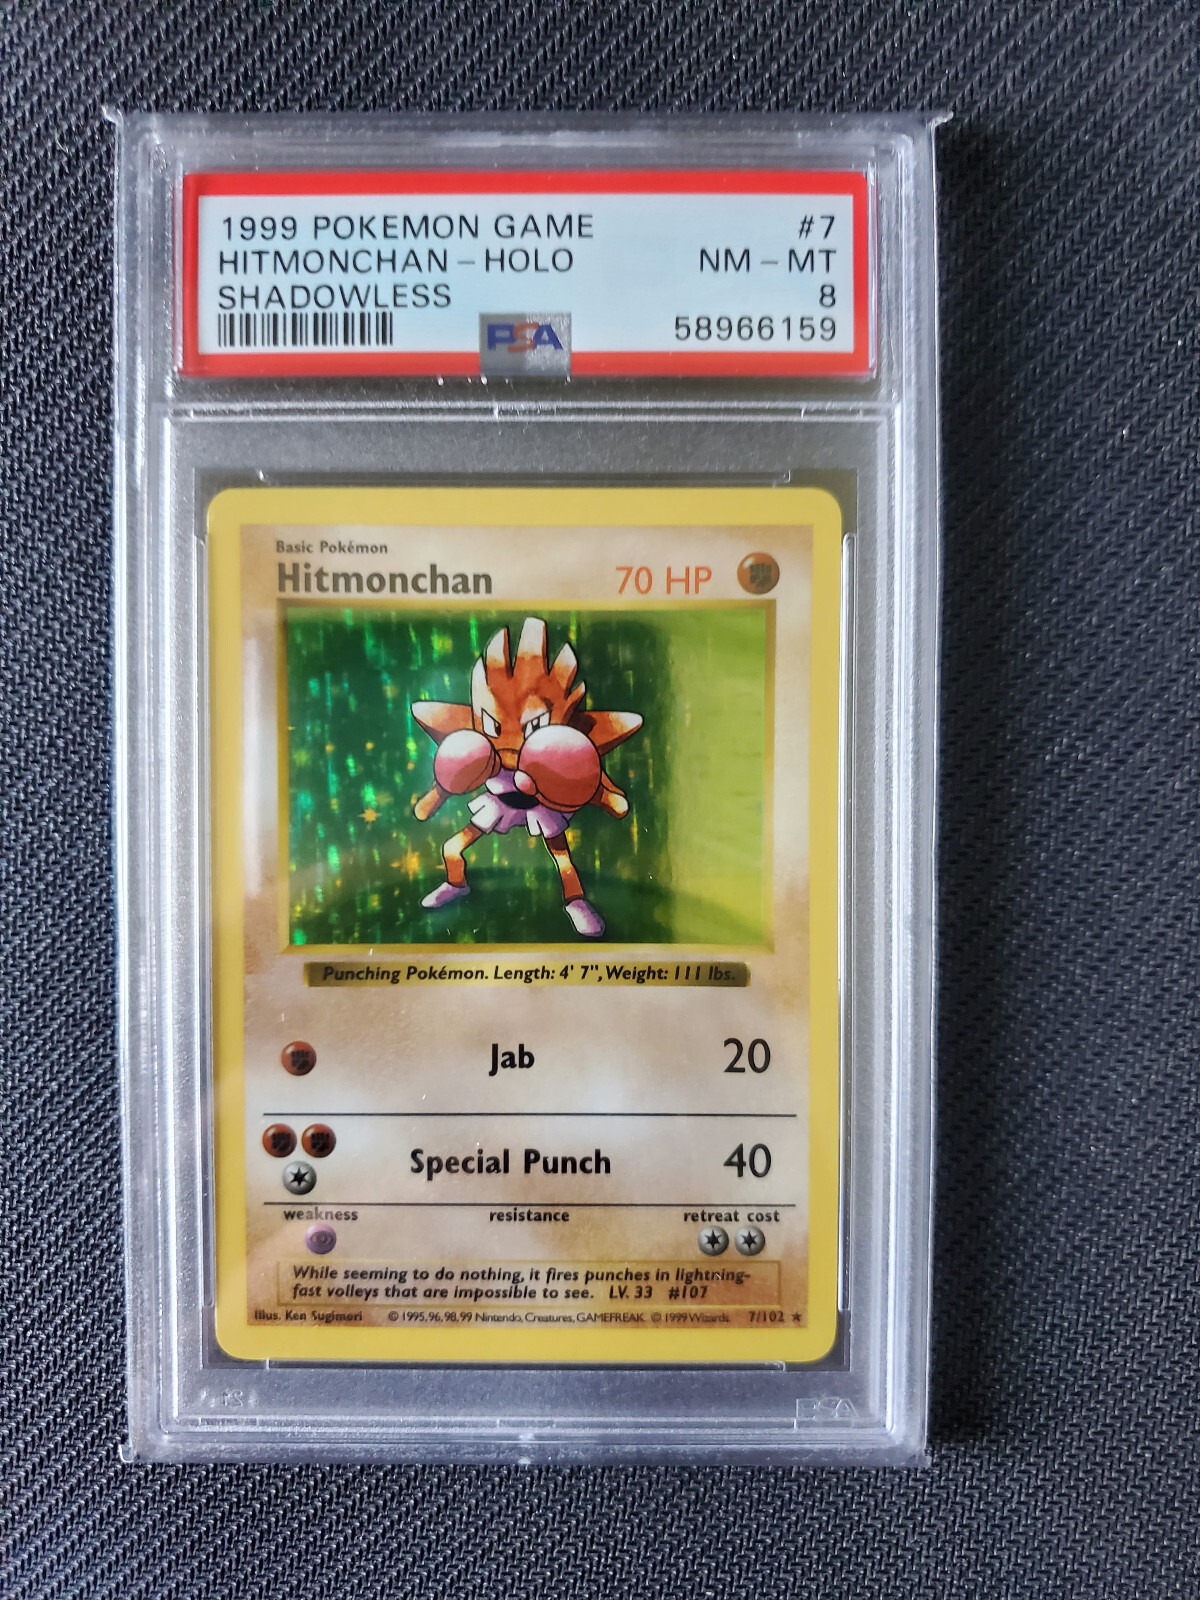 1999 POKEMON GAME #7
HITMONCHAN - HOLO NM - MT
SHADOWLESS 8
PSA 58966159
Basic Pokémon
Hitmonchan 70 HP
Punching Pokémon. Length: 4' 7", Weight: 111 lbs.
Jab 20
Special Punch 40
weakness resistance retreat cost
While seeming to do nothing, it fires punches in lightning-
fast volleys that are impossible to see. LV. 33 #107
Illus. Ken Sugimori ©1995, 96, 98, 99 Nintendo, Creatures, GAMEFREAK. ©1999 Wizards. 7/102 ★
PSA